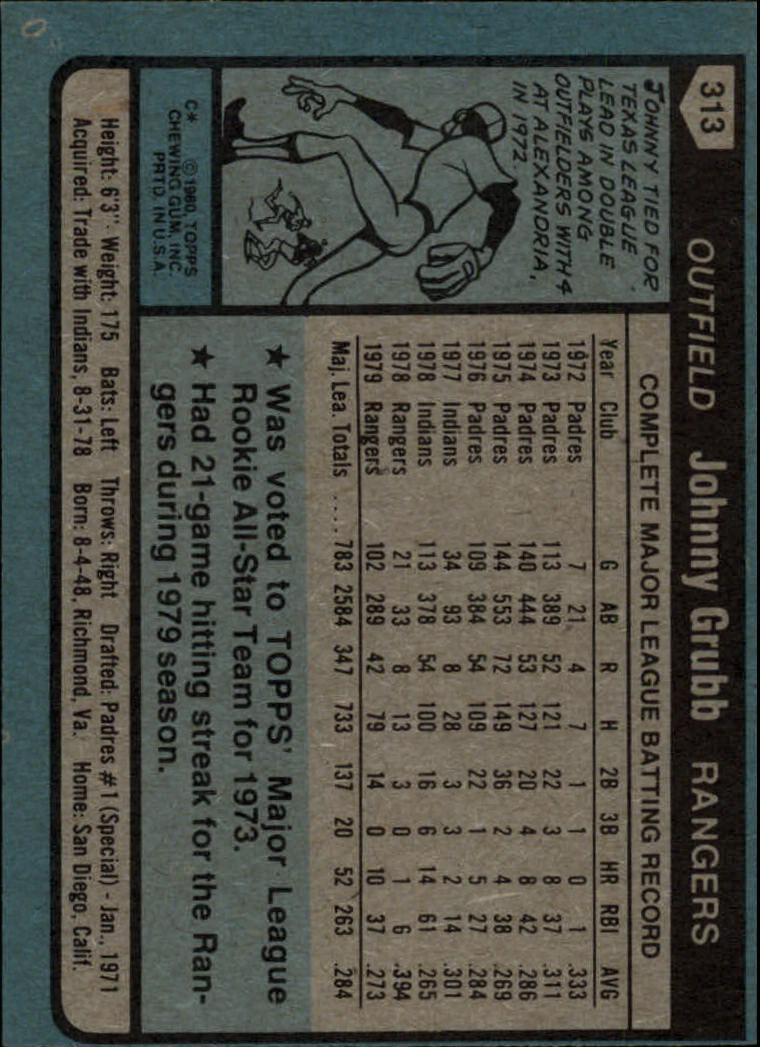 313 OUTFIELD Johnny Grubb RANGERS
COMPLETE MAJOR LEAGUE BATTING RECORD
Year Club G AB R H 2B 3B HR RBI AVG
1972 Padres 7 21 4 7 1 1 0 1 .333
1973 Padres 113 389 52 121 22 3 8 37 .311
1974 Padres 140 444 53 127 20 4 8 42 .286
1975 Padres 144 553 72 149 36 2 4 38 .269
1976 Padres 109 384 54 109 22 1 5 27 .284
1977 Indians 34 93 8 28 3 3 2 14 .301
1978 Indians 113 378 54 100 16 6 14 61 .265
1978 Rangers 21 33 8 13 3 0 1 6 .394
1979 Rangers 102 289 42 79 14 0 10 37 .273
Maj. Lea. Totals .... 783 2584 347 733 137 20 52 263 .284
JOHNNY TIED FOR
TEXAS LEAGUE
LEAD IN DOUBLE
PLAYS AMONG
OUTFIELDERS WITH 4
AT ALEXANDRIA,
IN 1972.
★ Was voted to TOPPS' Major League
Rookie All-Star Team for 1973.
★ Had 21-game hitting streak for the Ran-
gers during 1979 season.
C* © 1980, TOPPS
CHEWING GUM, INC.
PRTD. IN U.S.A.
Height: 6'3" · Weight: 175 Bats: Left Throws: Right Drafted: Padres #1 (Special) - Jan., 1971
Acquired: Trade with Indians, 8-31-78 Born: 8-4-48, Richmond, Va. Home: San Diego, Calif.